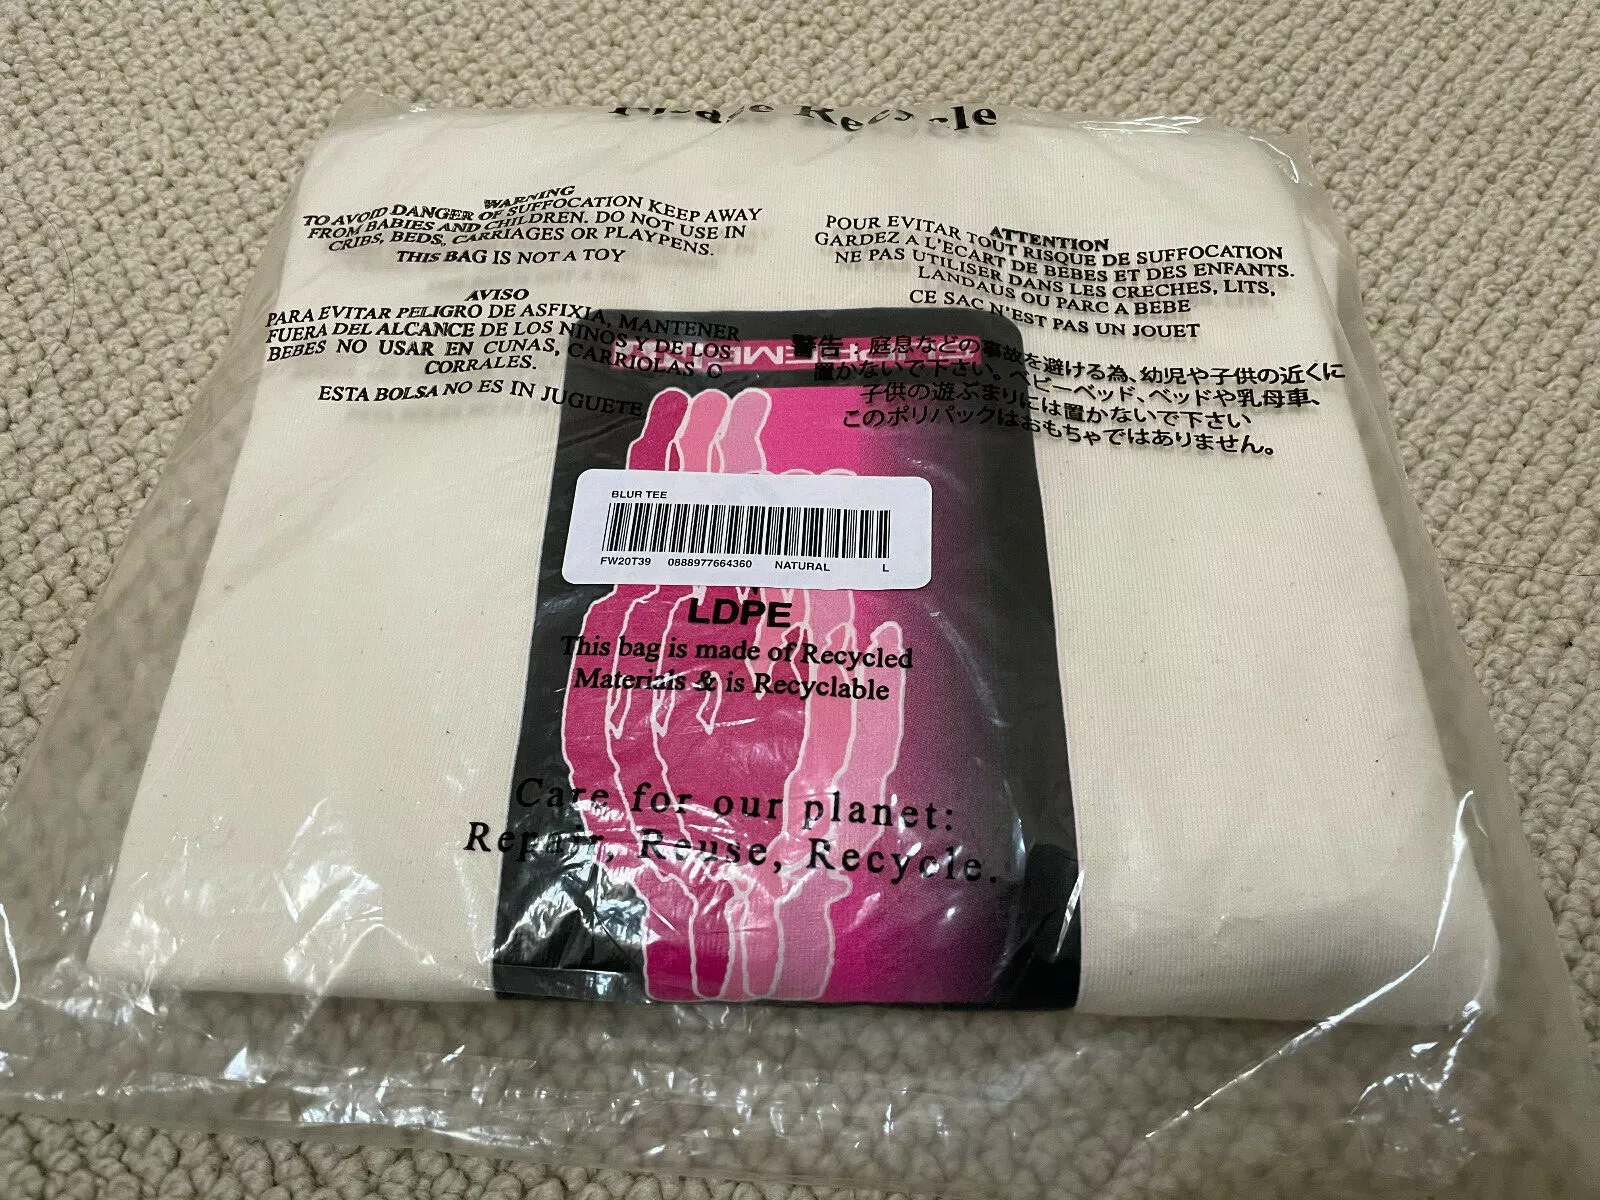 Please Recycle
WARNING
TO AVOID DANGER OF SUFFOCATION KEEP AWAY
FROM BABIES AND CHILDREN. DO NOT USE IN
CRIBS, BEDS, CARRIAGES OR PLAYPENS.
THIS BAG IS NOT A TOY
ATTENTION
POUR EVITAR TOUT RISQUE DE SUFFOCATION
GARDEZ A L'ECART DE BEBES ET DES ENFANTS.
NE PAS UTILISER DANS LES CRECHES, LITS,
LANDAUS OU PARC A BEBE
CE SAC N'EST PAS UN JOUET
AVISO
PARA EVITAR PELIGRO DE ASFIXIA, MANTENER
FUERA DEL ALCANCE DE LOS NINOS Y DE LOS
BEBES NO USAR EN CUNAS, CARRIOLAS O
CORRALES.
ESTA BOLSA NO ES IN JUGUETE
警告:庭息などの事故を避ける為、幼児や子供の近くに
置かないで下さい。ベビーベッド、ベッドや乳母車、
子供の遊ぶまりには置かないで下さい
このポリパックはおもちゃではありません。
BLUR TEE
FW20T39 0888977664360 NATURAL L
LDPE
This bag is made of Recycled
Materials & is Recyclable
Care for our planet:
Repair, Reuse, Recycle.